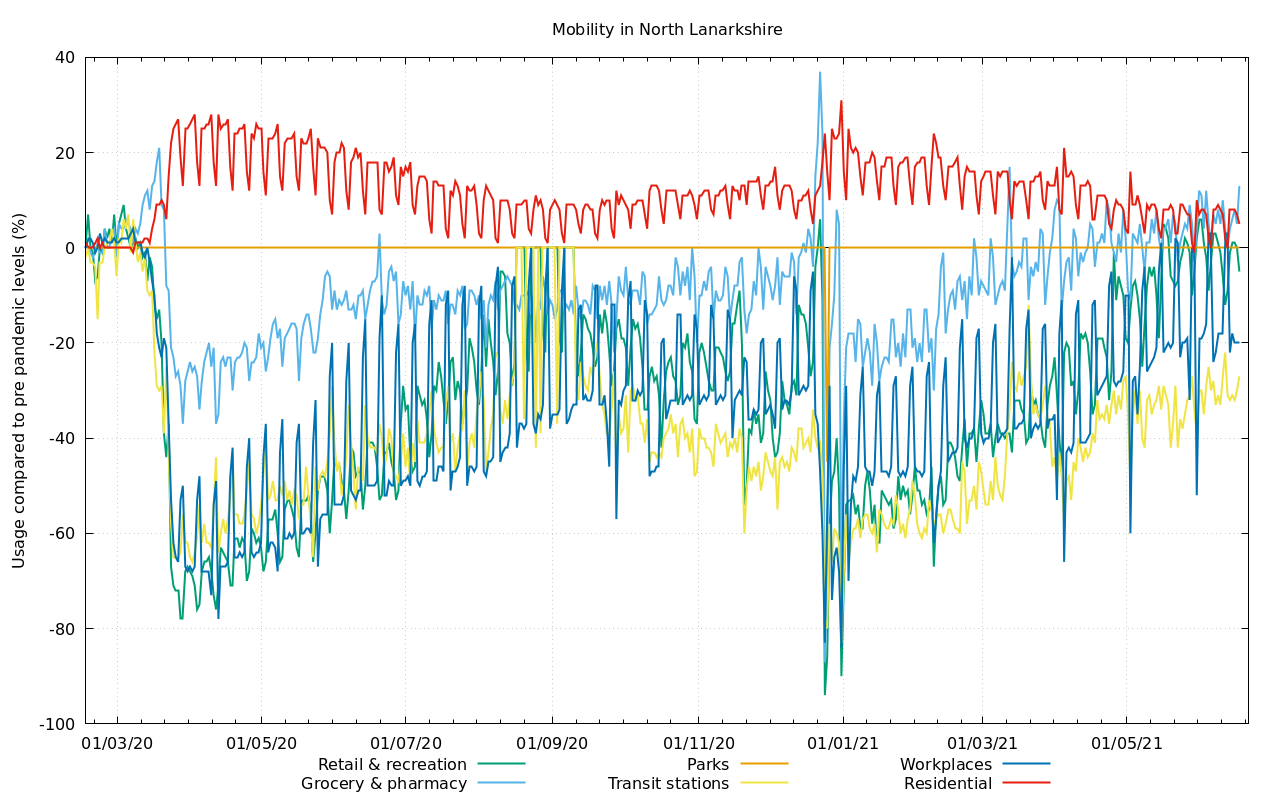 Mobility in North Lanarkshire
Usage compared to pre pandemic levels (%)
40
20
0
-20
-40
-60
-80
-100
01/03/20 01/05/20 01/07/20 01/09/20 01/11/20 01/01/21 01/03/21 01/05/21
Retail & recreation Parks Workplaces
Grocery & pharmacy Transit stations Residential